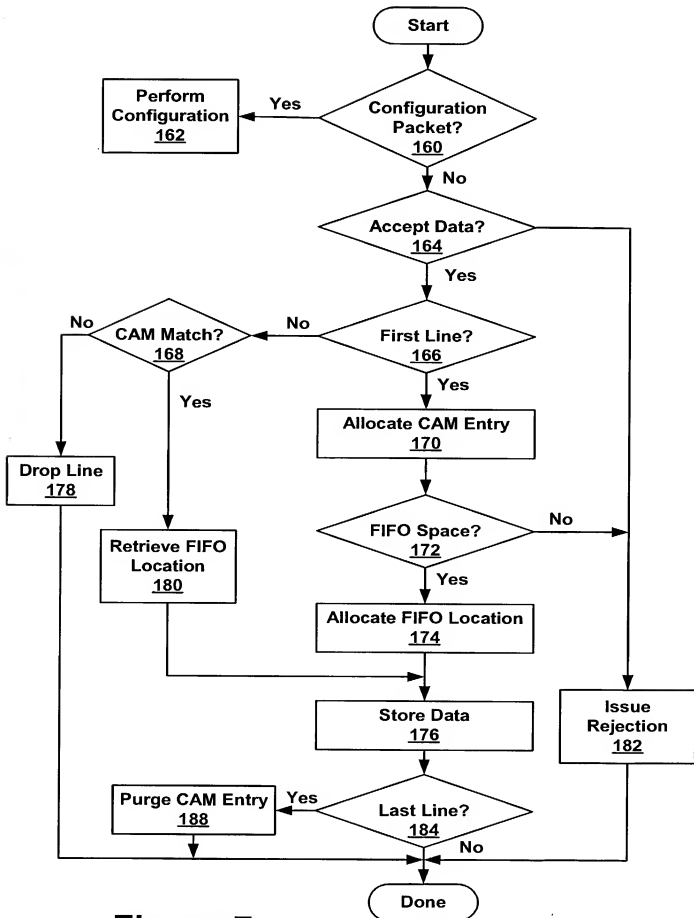 Start
Configuration
Packet?
160
Yes
Perform
Configuration
162
No
Accept Data?
164
Yes
First Line?
166
No
CAM Match?
168
No
Yes
Yes
Allocate CAM Entry
170
Drop Line
178
FIFO Space?
172
No
Retrieve FIFO
Location
180
Yes
Allocate FIFO Location
174
Store Data
176
Issue
Rejection
182
Purge CAM Entry
188
Yes
Last Line?
184
No
Done